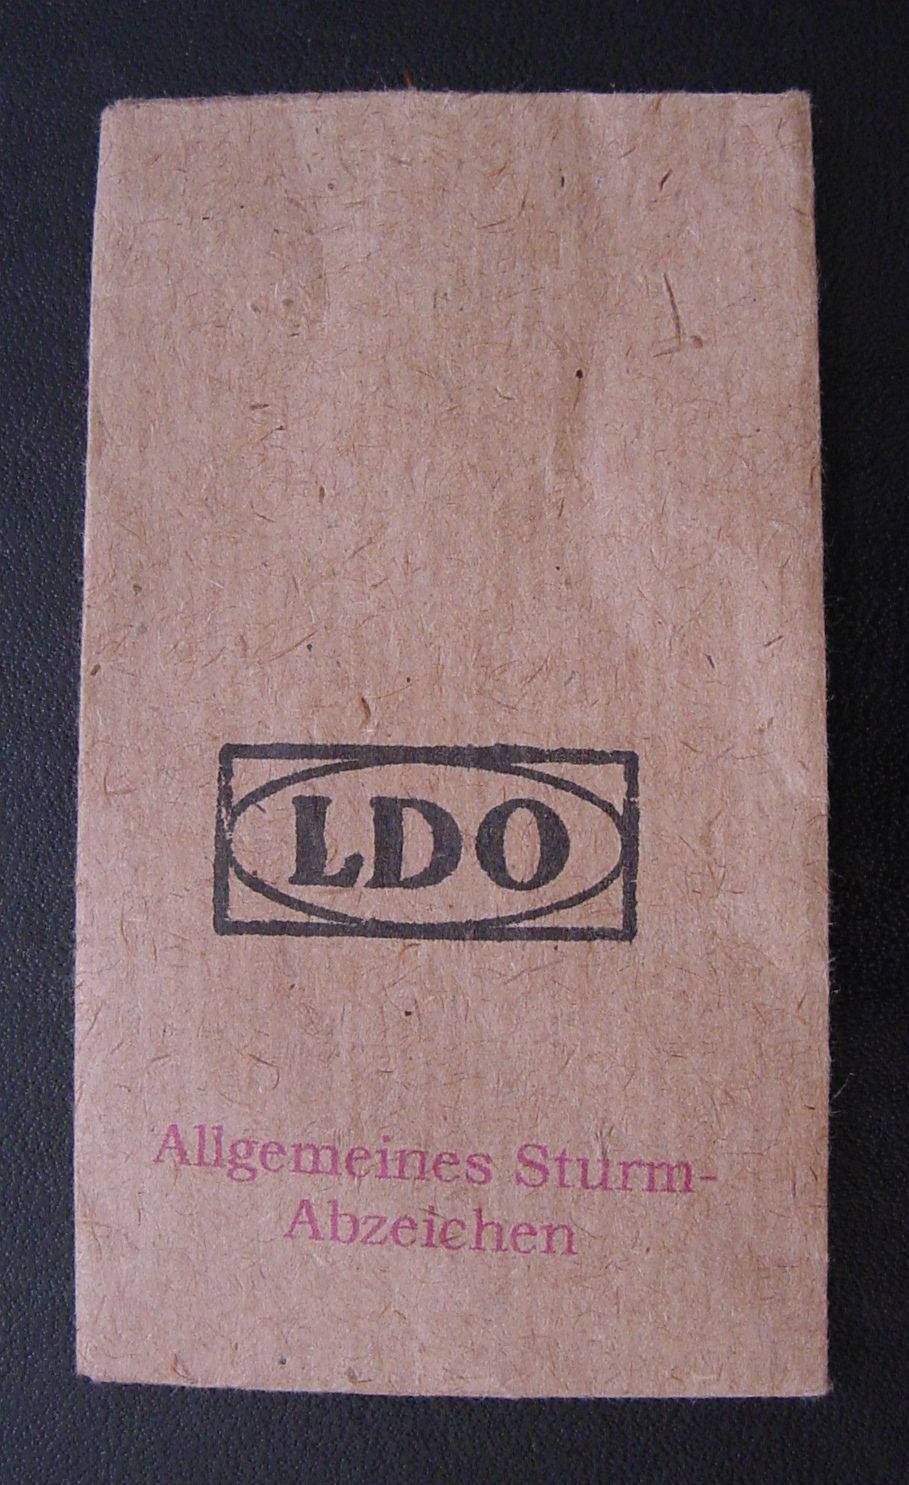 LDO
Allgemeines Sturm-
Abzeichen